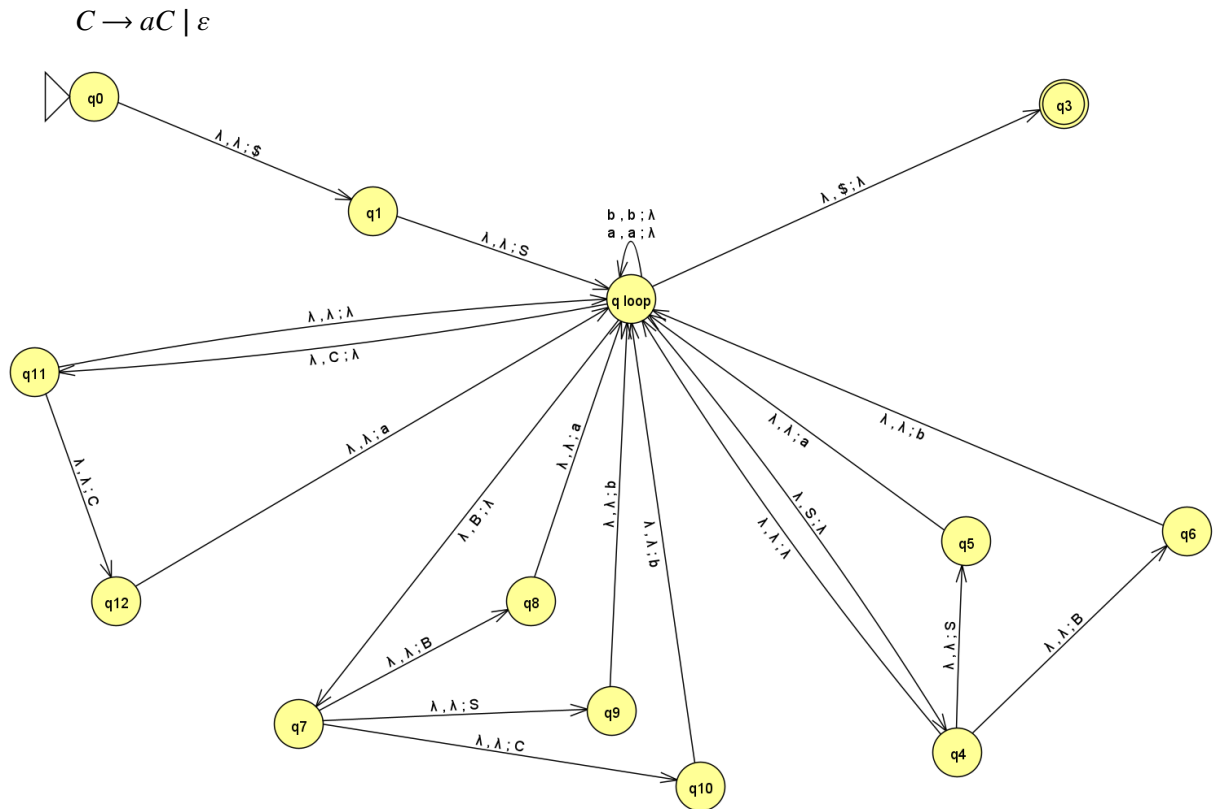 C → aC | ε
q0
q3
λ , λ ; $
λ , $ ; λ
q1
b , b ; λ
a , a ; λ
λ , λ ; S
q loop
λ , λ ; λ
λ , C ; λ
q11
λ , λ ; a
λ , λ ; a
λ , λ ; a
λ , λ ; b
λ , λ ; C
λ , B ; λ
λ , λ ; b
λ , λ ; b
λ , λ ; λ
λ , S ; λ
q5
q6
q12
q8
λ , λ ; B
λ , λ ; S
λ , λ ; B
λ , λ ; S
q7
q9
λ , λ ; C
q4
q10